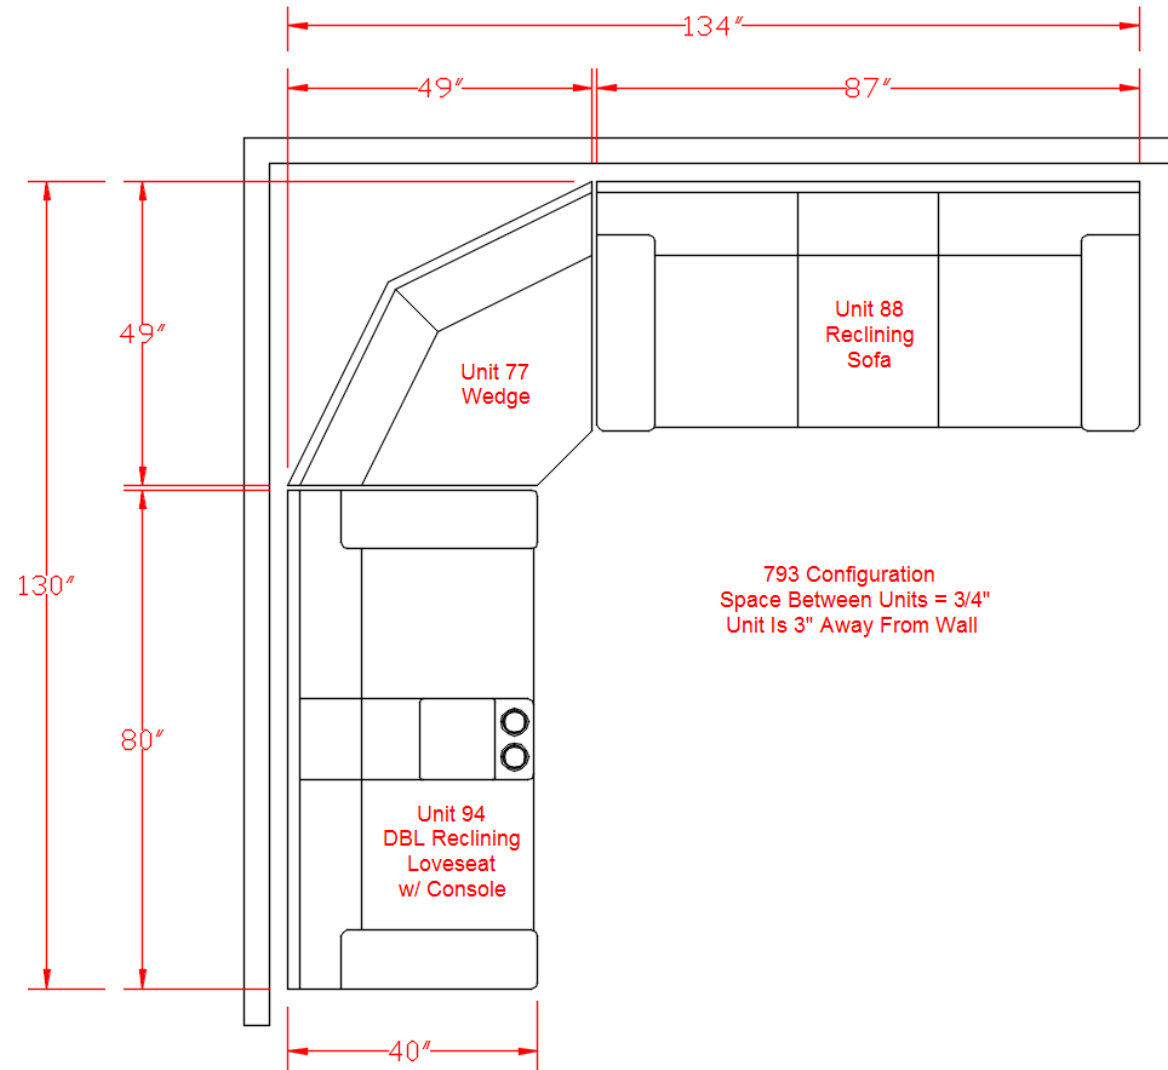 134″
49″
87″
49″
Unit 88
Reclining
Sofa
Unit 77
Wedge
130″
793 Configuration
Space Between Units = 3/4"
Unit Is 3" Away From Wall
80″
Unit 94
DBL Reclining
Loveseat
w/ Console
40″